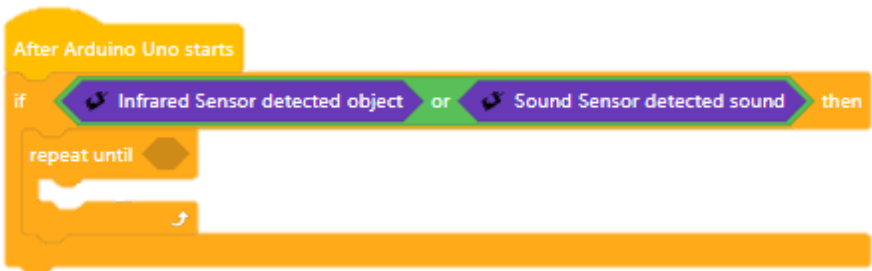 After Arduino Uno starts
if Infrared Sensor detected object or Sound Sensor detected sound then
repeat until